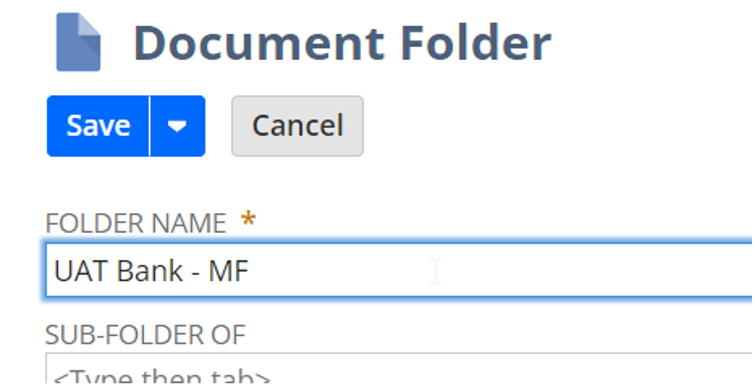 Document Folder
Save Cancel
FOLDER NAME *
UAT Bank - MF
SUB-FOLDER OF
<Type then tab>